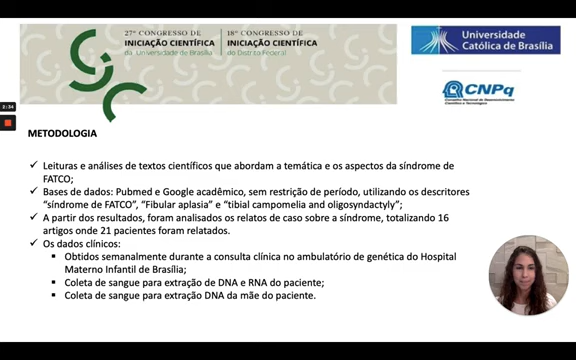 27º CONGRESSO DE
INICIAÇÃO CIENTÍFICA
da Universidade de Brasília
18º CONGRESSO DE
INICIAÇÃO CIENTÍFICA
do Distrito Federal
Universidade
Católica de Brasília
CNPq
Conselho Nacional de Desenvolvimento
Científico e Tecnológico
METODOLOGIA
✓ Leituras e análises de textos científicos que abordam a temática e os aspectos da síndrome de
FATCO;
✓ Bases de dados: Pubmed e Google acadêmico, sem restrição de período, utilizando os descritores
“síndrome de FATCO”, “Fibular aplasia” e “tibial campomelia and oligosyndactyly”;
✓ A partir dos resultados, foram analisados os relatos de caso sobre a síndrome, totalizando 16
artigos onde 21 pacientes foram relatados.
✓ Os dados clínicos:
▪ Obtidos semanalmente durante a consulta clínica no ambulatório de genética do Hospital
Materno Infantil de Brasília;
▪ Coleta de sangue para extração de DNA e RNA do paciente;
▪ Coleta de sangue para extração DNA da mãe do paciente.